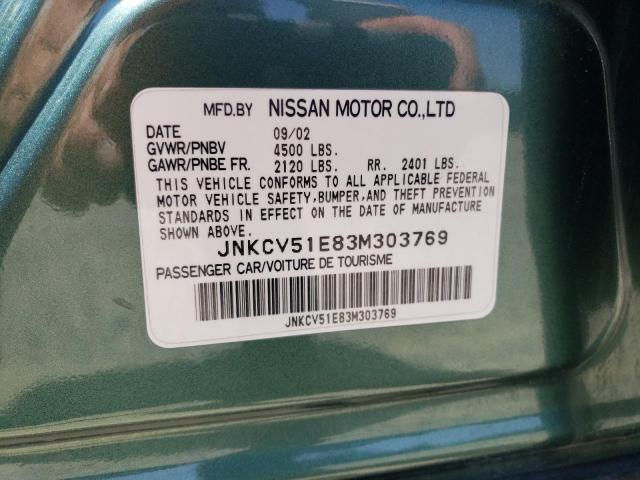 MFD.BY NISSAN MOTOR CO.,LTD
DATE 09/02
GVWR/PNBV 4500 LBS.
GAWR/PNBE FR. 2120 LBS. RR. 2401 LBS.
THIS VEHICLE CONFORMS TO ALL APPLICABLE FEDERAL
MOTOR VEHICLE SAFETY,BUMPER,AND THEFT PREVENTION
STANDARDS IN EFFECT ON THE DATE OF MANUFACTURE
SHOWN ABOVE. JNKCV51E83M303769
PASSENGER CAR/VOITURE DE TOURISME
JNKCV51E83M303769